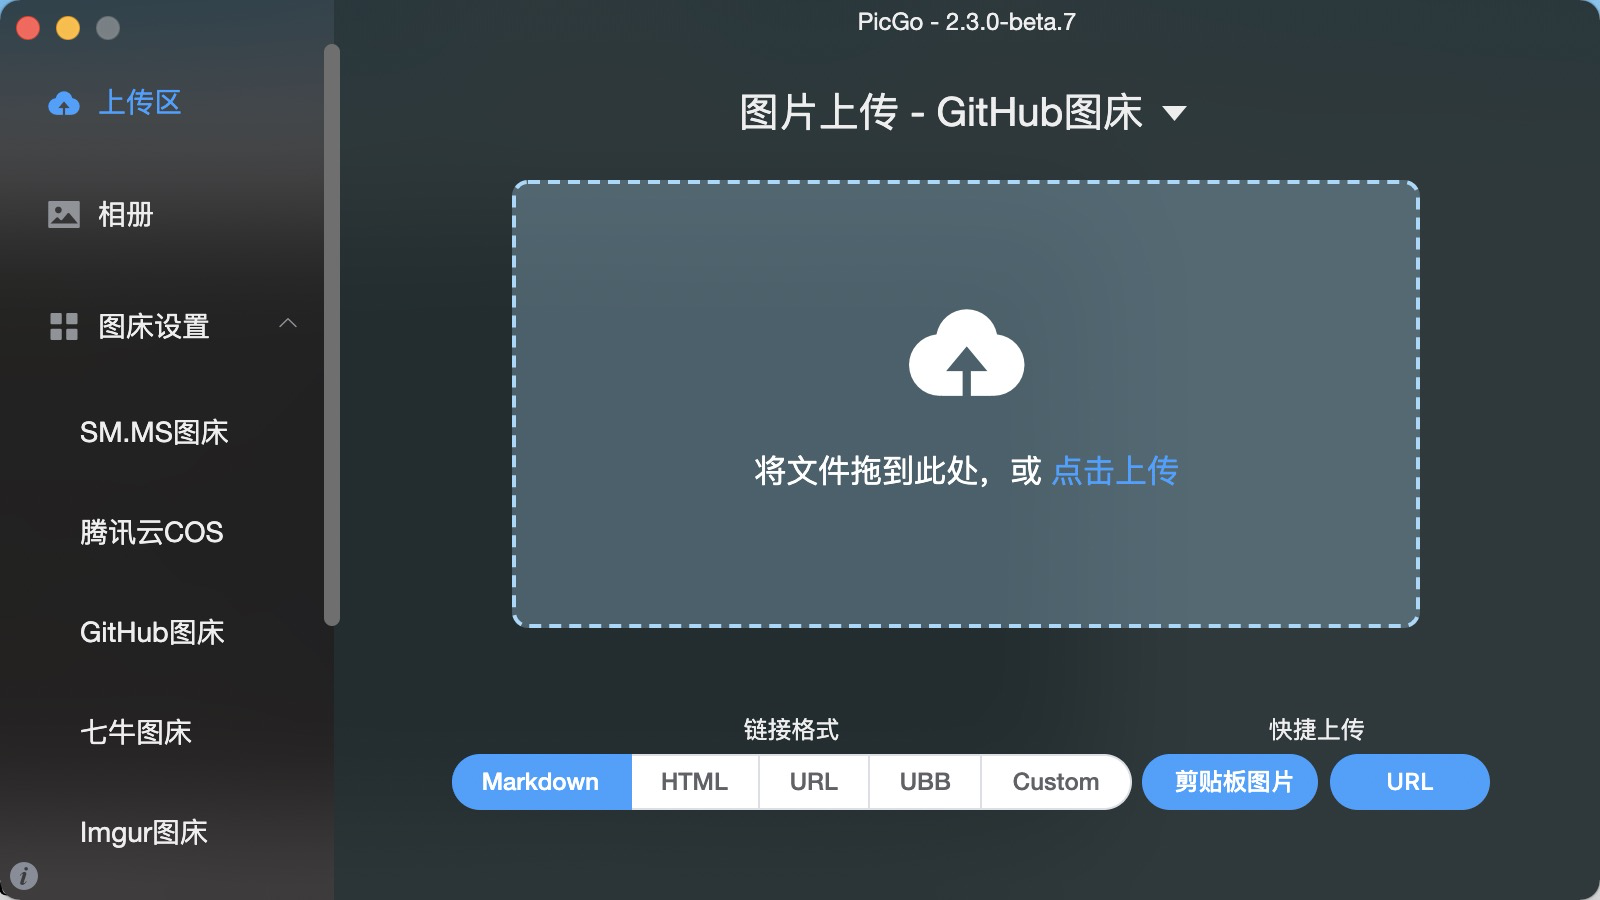 PicGo - 2.3.0-beta.7
上传区
相册
图床设置
SM.MS图床
腾讯云COS
GitHub图床
七牛图床
Imgur图床
图片上传 - GitHub图床
将文件拖到此处，或 点击上传
链接格式
Markdown HTML URL UBB Custom
快捷上传
剪贴板图片 URL